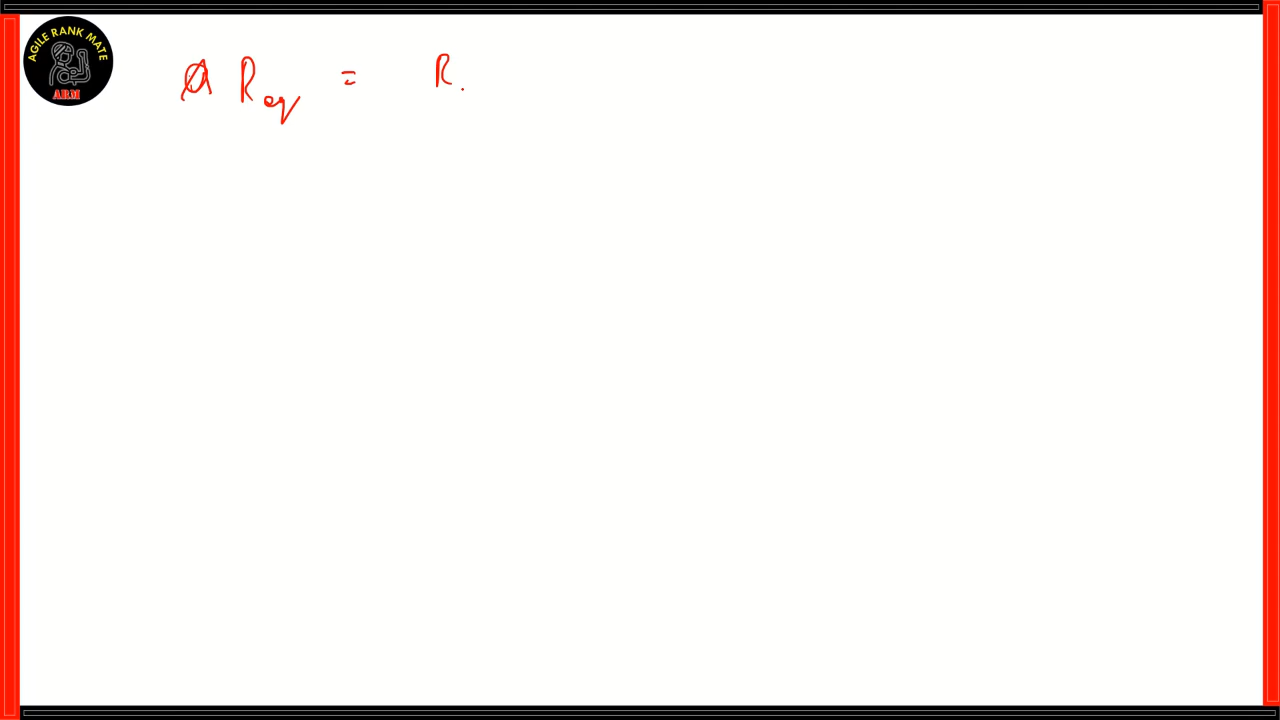 AGILE RANK MATE
ARM
R_eq = R.